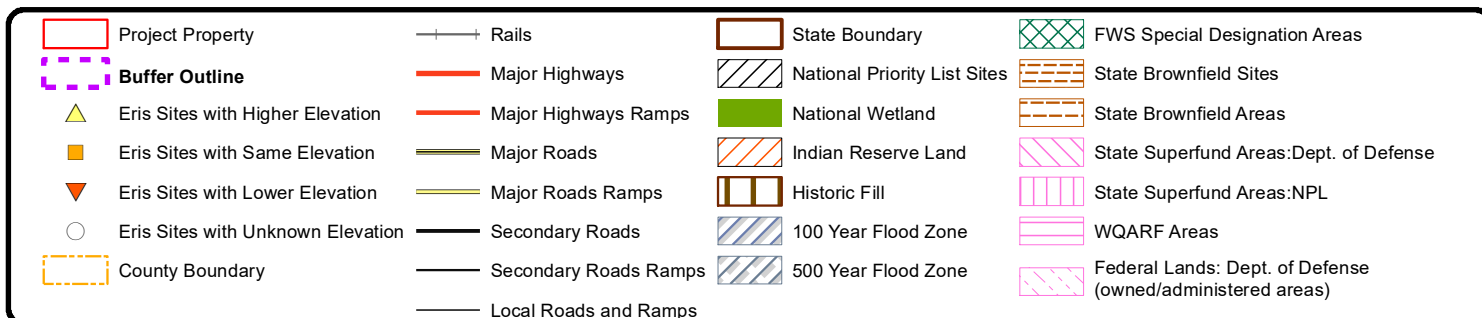 Project Property
Buffer Outline
Eris Sites with Higher Elevation
Eris Sites with Same Elevation
Eris Sites with Lower Elevation
Eris Sites with Unknown Elevation
County Boundary
Rails
Major Highways
Major Highways Ramps
Major Roads
Major Roads Ramps
Secondary Roads
Secondary Roads Ramps
Local Roads and Ramps
State Boundary
National Priority List Sites
National Wetland
Indian Reserve Land
Historic Fill
100 Year Flood Zone
500 Year Flood Zone
FWS Special Designation Areas
State Brownfield Sites
State Brownfield Areas
State Superfund Areas:Dept. of Defense
State Superfund Areas:NPL
WQARF Areas
Federal Lands: Dept. of Defense
(owned/administered areas)